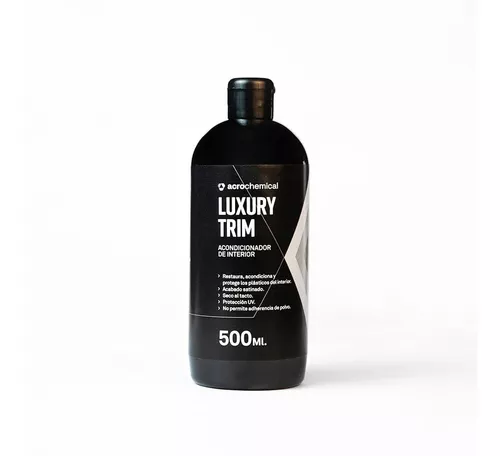 acrochemical
LUXURY
TRIM
ACONDICIONADOR
DE INTERIOR
› Restaura, acondiciona y
protege los plásticos del interior.
› Acabado satinado.
› Seco al tacto.
› Protección UV.
› No permite adherencia de polvo.
500Ml.